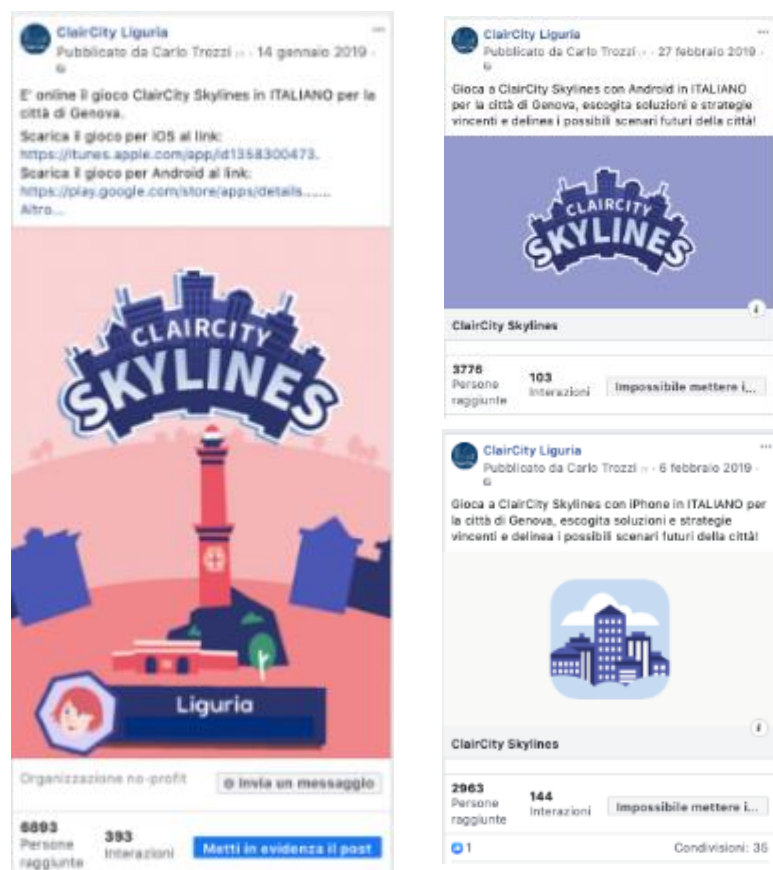 ClairCity Liguria
Pubblicato da Carlo Trozzi · 14 gennaio 2019 ·
E' online il gioco ClairCity Skylines in ITALIANO per la
città di Genova.
Scarica il gioco per IOS al link:
https://itunes.apple.com/app/id1358300473.
Scarica il gioco per Android al link:
https://play.google.com/store/apps/details.......
Altro...
CLAIRCITY
SKYLINES
Liguria
Organizzazione no-profit
Invia un messaggio
6893
Persone
raggiunte
393
Interazioni
Metti in evidenza il post
ClairCity Liguria
Pubblicato da Carlo Trozzi · 27 febbraio 2019 ·
Gioca a ClairCity Skylines con Android in ITALIANO
per la città di Genova, escogita soluzioni e strategie
vincenti e delinea i possibili scenari futuri della città!
CLAIRCITY
SKYLINES
ClairCity Skylines
3776
Persone
raggiunte
103
Interazioni
Impossibile mettere i...
ClairCity Liguria
Pubblicato da Carlo Trozzi · 6 febbraio 2019 ·
Gioca a ClairCity Skylines con iPhone in ITALIANO per
la città di Genova, escogita soluzioni e strategie
vincenti e delinea i possibili scenari futuri della città!
ClairCity Skylines
2963
Persone
raggiunte
144
Interazioni
Impossibile mettere i...
1
Condivisioni: 35